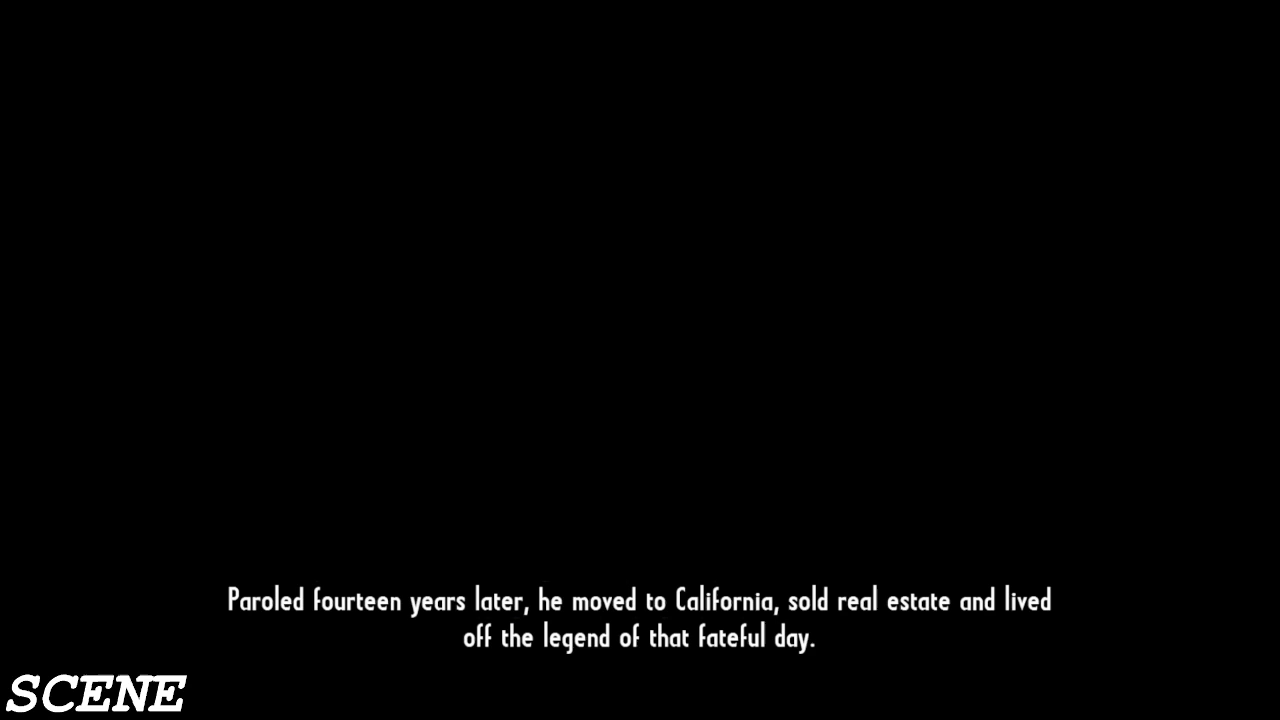 Paroled fourteen years later, he moved to California, sold real estate and lived
off the legend of that fateful day.
SCENE